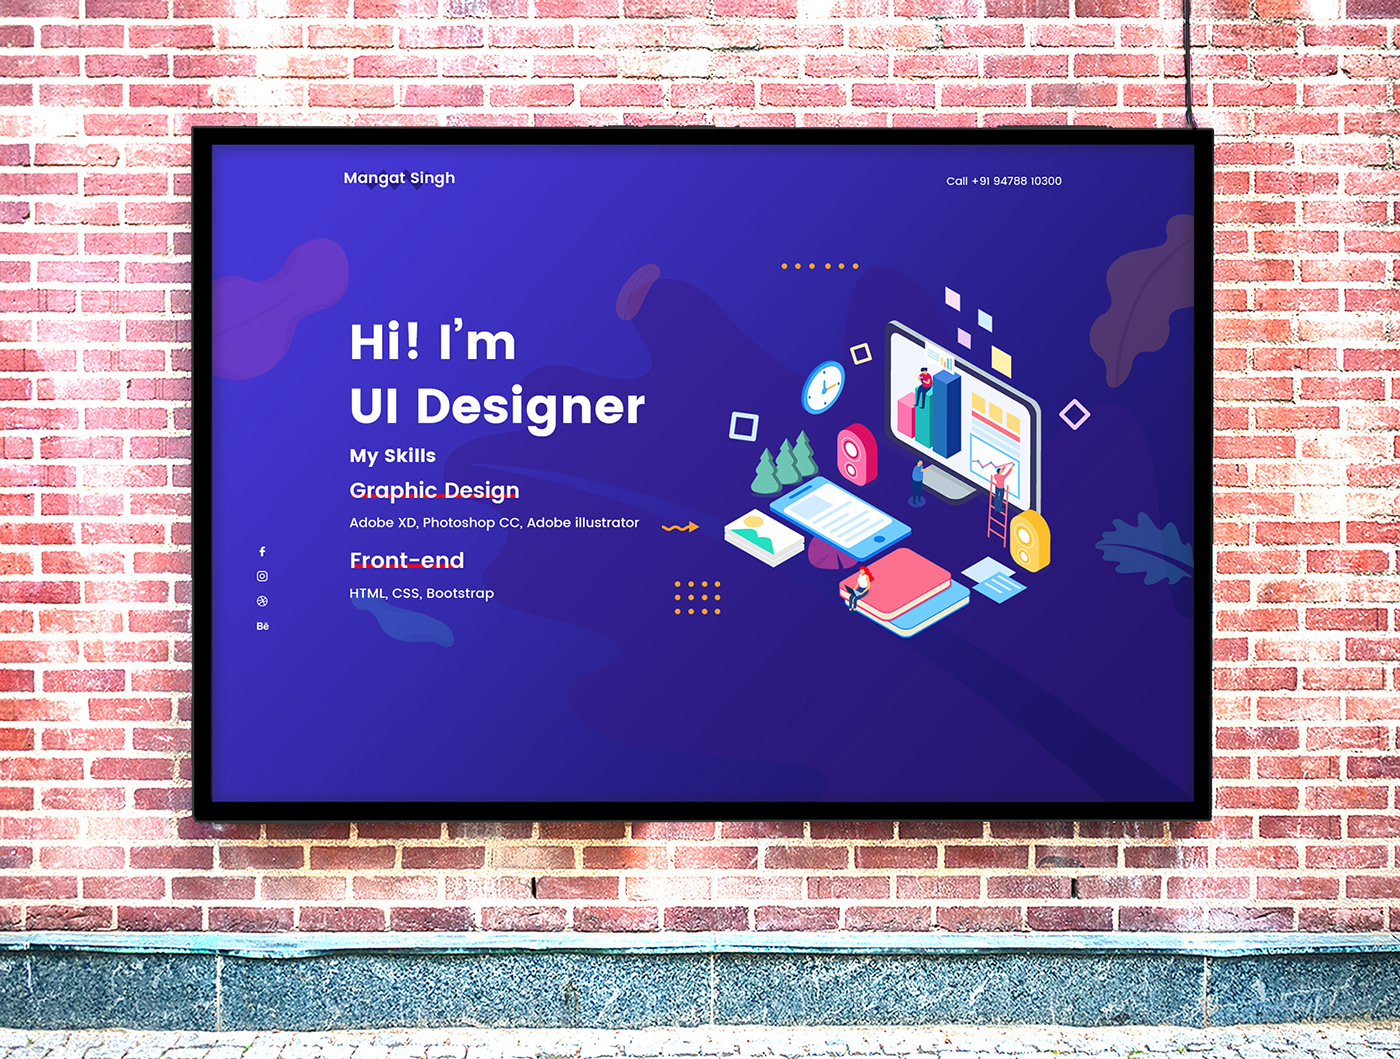 Mangat Singh
Call +91 94788 10300
Hi! I'm
UI Designer
My Skills
Graphic Design
Adobe XD, Photoshop CC, Adobe illustrator
Front-end
HTML, CSS, Bootstrap
Bē